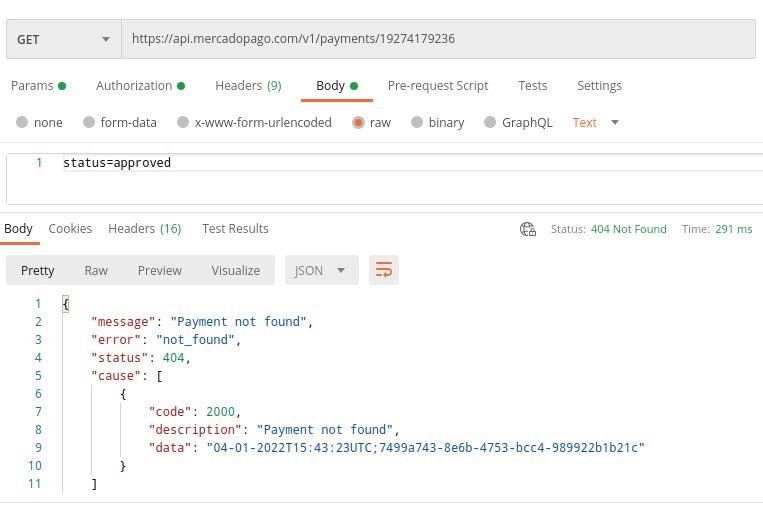 GET https://api.mercadopago.com/v1/payments/19274179236
Params Authorization Headers (9) Body Pre-request Script Tests Settings
none form-data x-www-form-urlencoded raw binary GraphQL Text
1 status=approved
Body Cookies Headers (16) Test Results Status: 404 Not Found Time: 291 ms
Pretty Raw Preview Visualize JSON
1 {
2 "message": "Payment not found",
3 "error": "not_found",
4 "status": 404,
5 "cause": [
6 {
7 "code": 2000,
8 "description": "Payment not found",
9 "data": "04-01-2022T15:43:23UTC;7499a743-8e6b-4753-bcc4-989922b1b21c"
10 }
11 ]